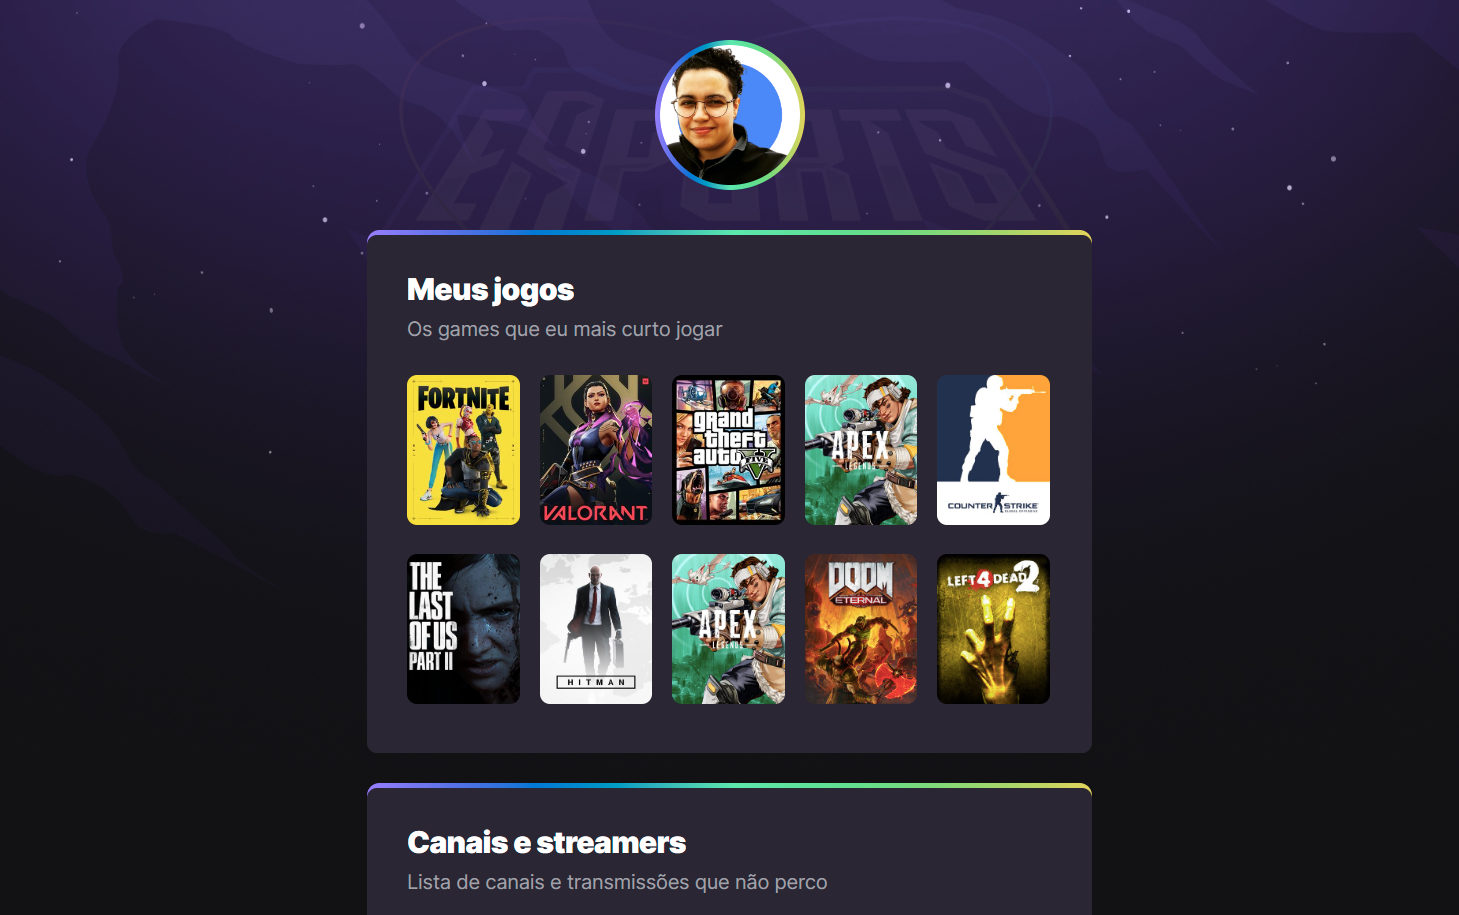 ESPORTS
Meus jogos
Os games que eu mais curto jogar
FORTNITE
VALORANT
grand
theft
auto
FIVE
APEX
LEGENDS
COUNTER STRIKE
THE
LAST
OF US
PART II
HITMAN
APEX
LEGENDS
DOOM
ETERNAL
LEFT 4 DEAD 2
Canais e streamers
Lista de canais e transmissões que não perco